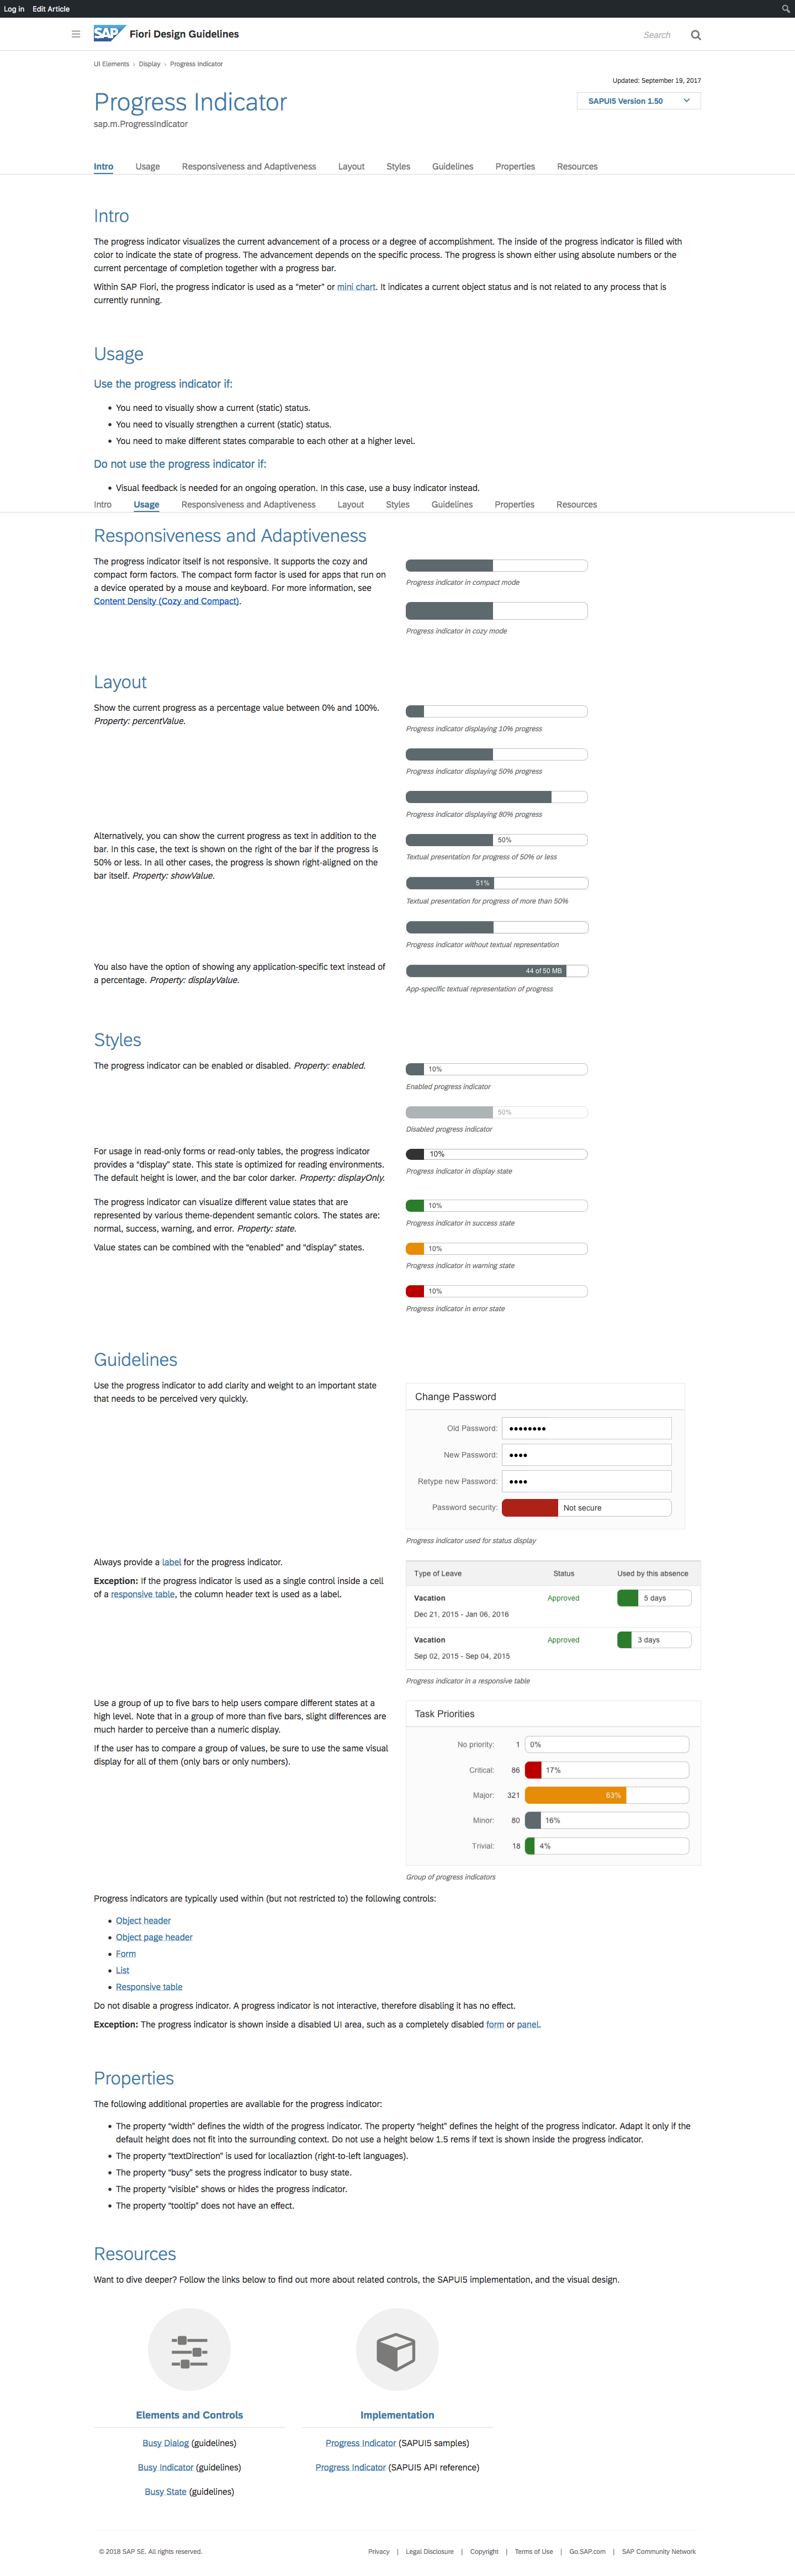 Log in Edit Article
SAP Fiori Design Guidelines
Search
UI Elements › Display › Progress Indicator
Updated: September 19, 2017
Progress Indicator
SAPUI5 Version 1.50
sap.m.ProgressIndicator
Intro Usage Responsiveness and Adaptiveness Layout Styles Guidelines Properties Resources
Intro
The progress indicator visualizes the current advancement of a process or a degree of accomplishment. The inside of the progress indicator is filled with
color to indicate the state of progress. The advancement depends on the specific process. The progress is shown either using absolute numbers or the
current percentage of completion together with a progress bar.
Within SAP Fiori, the progress indicator is used as a “meter” or mini chart. It indicates a current object status and is not related to any process that is
currently running.
Usage
Use the progress indicator if:
• You need to visually show a current (static) status.
• You need to visually strengthen a current (static) status.
• You need to make different states comparable to each other at a higher level.
Do not use the progress indicator if:
• Visual feedback is needed for an ongoing operation. In this case, use a busy indicator instead.
Intro Usage Responsiveness and Adaptiveness Layout Styles Guidelines Properties Resources
Responsiveness and Adaptiveness
The progress indicator itself is not responsive. It supports the cozy and
compact form factors. The compact form factor is used for apps that run on
a device operated by a mouse and keyboard. For more information, see
Content Density (Cozy and Compact).
Progress indicator in compact mode
Progress indicator in cozy mode
Layout
Show the current progress as a percentage value between 0% and 100%.
Property: percentValue.
Progress indicator displaying 10% progress
Progress indicator displaying 50% progress
Progress indicator displaying 80% progress
Alternatively, you can show the current progress as text in addition to the
bar. In this case, the text is shown on the right of the bar if the progress is
50% or less. In all other cases, the progress is shown right-aligned on the
bar itself. Property: showValue.
50%
Textual presentation for progress of 50% or less
51%
Textual presentation for progress of more than 50%
Progress indicator without textual representation
You also have the option of showing any application-specific text instead of
a percentage. Property: displayValue.
44 of 50 MB
App-specific textual representation of progress
Styles
The progress indicator can be enabled or disabled. Property: enabled.
10%
Enabled progress indicator
50%
Disabled progress indicator
For usage in read-only forms or read-only tables, the progress indicator
provides a “display” state. This state is optimized for reading environments.
The default height is lower, and the bar color darker. Property: displayOnly.
10%
Progress indicator in display state
The progress indicator can visualize different value states that are
represented by various theme-dependent semantic colors. The states are:
normal, success, warning, and error. Property: state.
Value states can be combined with the “enabled” and “display” states.
10%
Progress indicator in success state
10%
Progress indicator in warning state
10%
Progress indicator in error state
Guidelines
Use the progress indicator to add clarity and weight to an important state
that needs to be perceived very quickly.
Change Password
Old Password: ••••••••
New Password: ••••
Retype new Password: ••••
Password security: Not secure
Progress indicator used for status display
Always provide a label for the progress indicator.
Exception: If the progress indicator is used as a single control inside a cell
of a responsive table, the column header text is used as a label.
Type of Leave Status Used by this absence
Vacation Approved 5 days
Dec 21, 2015 - Jan 06, 2016
Vacation Approved 3 days
Sep 02, 2015 - Sep 04, 2015
Progress indicator in a responsive table
Use a group of up to five bars to help users compare different states at a
high level. Note that in a group of more than five bars, slight differences are
much harder to perceive than a numeric display.
If the user has to compare a group of values, be sure to use the same visual
display for all of them (only bars or only numbers).
Task Priorities
No priority: 1 0%
Critical: 86 17%
Major: 321 63%
Minor: 80 16%
Trivial: 18 4%
Group of progress indicators
Progress indicators are typically used within (but not restricted to) the following controls:
• Object header
• Object page header
• Form
• List
• Responsive table
Do not disable a progress indicator. A progress indicator is not interactive, therefore disabling it has no effect.
Exception: The progress indicator is shown inside a disabled UI area, such as a completely disabled form or panel.
Properties
The following additional properties are available for the progress indicator:
• The property “width” defines the width of the progress indicator. The property “height” defines the height of the progress indicator. Adapt it only if the
default height does not fit into the surrounding context. Do not use a height below 1.5 rems if text is shown inside the progress indicator.
• The property “textDirection” is used for localiaztion (right-to-left languages).
• The property “busy” sets the progress indicator to busy state.
• The property “visible” shows or hides the progress indicator.
• The property “tooltip” does not have an effect.
Resources
Want to dive deeper? Follow the links below to find out more about related controls, the SAPUI5 implementation, and the visual design.
Elements and Controls
Busy Dialog (guidelines)
Busy Indicator (guidelines)
Busy State (guidelines)
Implementation
Progress Indicator (SAPUI5 samples)
Progress Indicator (SAPUI5 API reference)
© 2018 SAP SE. All rights reserved.
Privacy | Legal Disclosure | Copyright | Terms of Use | Go.SAP.com | SAP Community Network